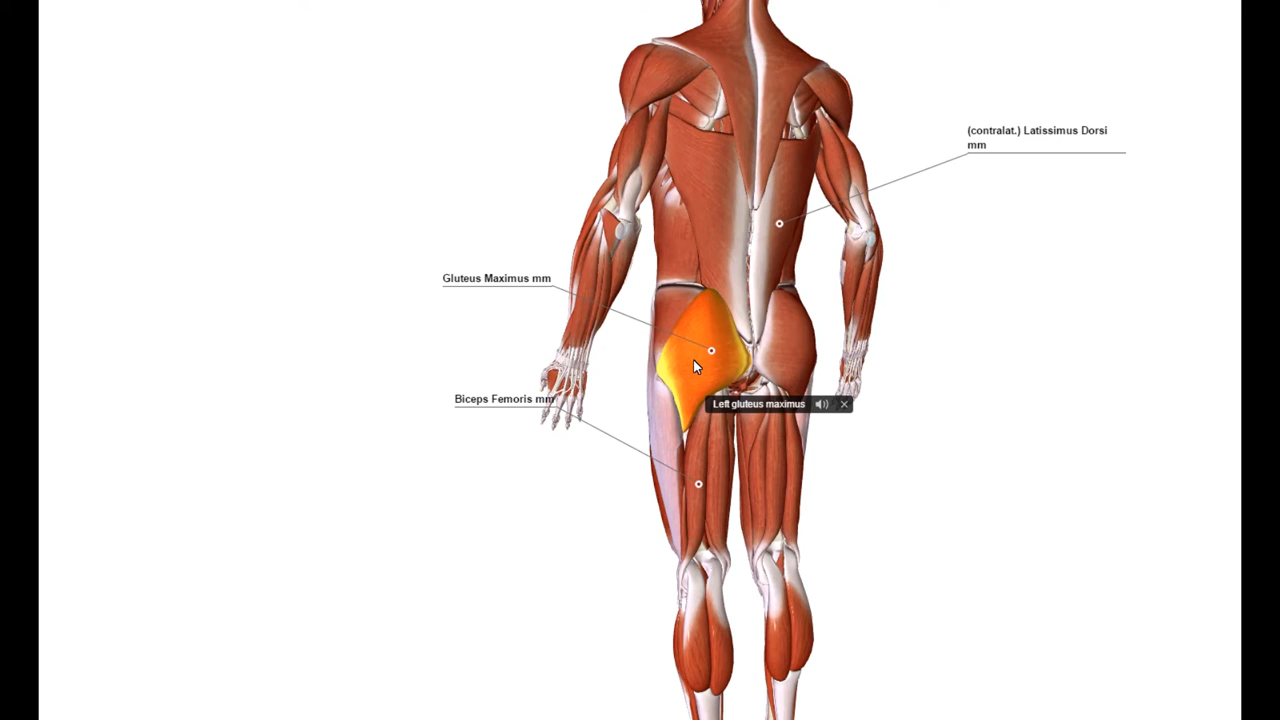 (contralat.) Latissimus Dorsi
mm
Gluteus Maximus mm
Biceps Femoris mm
Left gluteus maximus